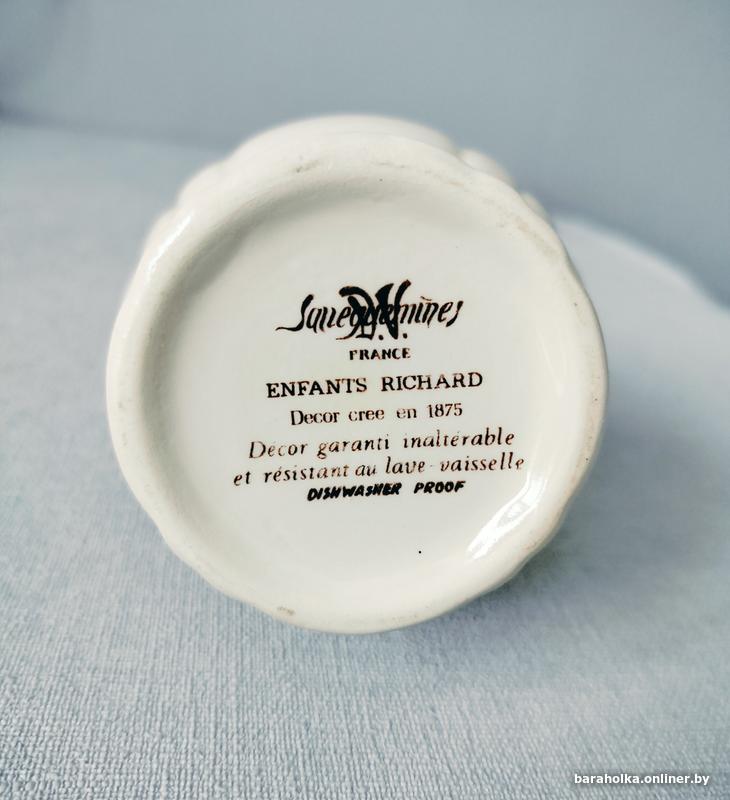 Sarreguemines
D.V.
FRANCE
ENFANTS RICHARD
Decor cree en 1875
Décor garanti inaltérable
et résistant au lave-vaisselle
DISHWASHER PROOF
baraholka.onliner.by